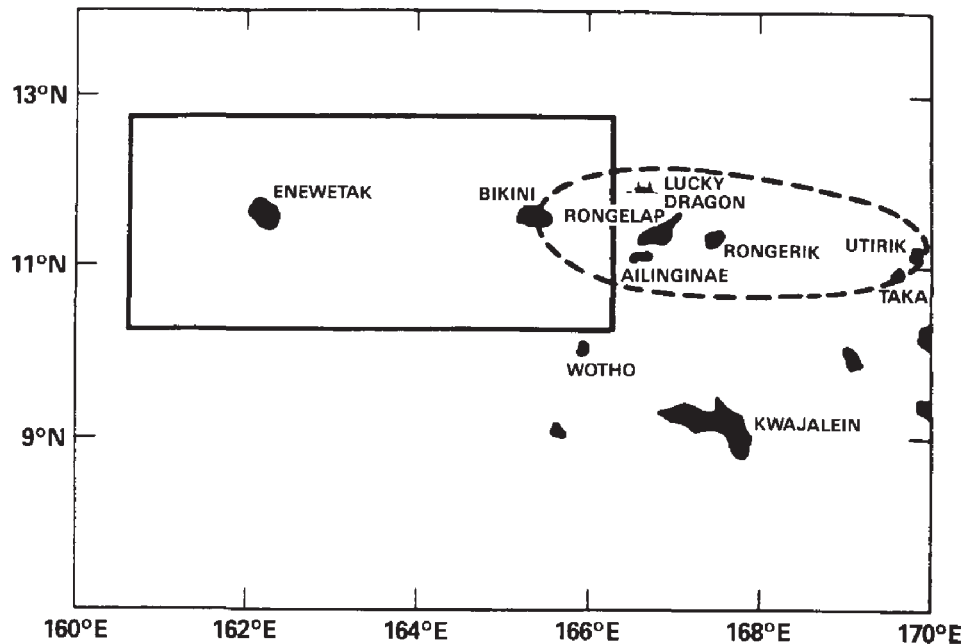 13°N
ENEWETAK
BIKINI
LUCKY
DRAGON
RONGELAP
RONGERIK
UTIRIK
11°N
AILINGINAE
TAKA
WOTHO
KWAJALEIN
9°N
160°E 162°E 164°E 166°E 168°E 170°E